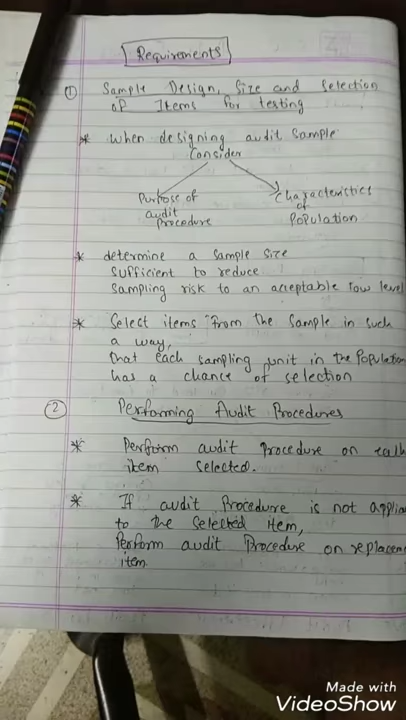 Requirements
① Sample Design, Size and Selection
of Items for testing
* When designing audit sample
Consider
Purpose of
audit
Procedure
Characteristics
of
Population
* determine a Sample Size
Sufficient to reduce
Sampling risk to an acceptable low level
* Select items from the Sample in such
a way,
that each sampling unit in the Population
has a chance of selection
② Performing Audit Procedures
* Perform audit Procedure on each
item selected.
* If audit Procedure is not applica
to the selected item,
Perform audit Procedure on replacem
item
Made with
VideoShow